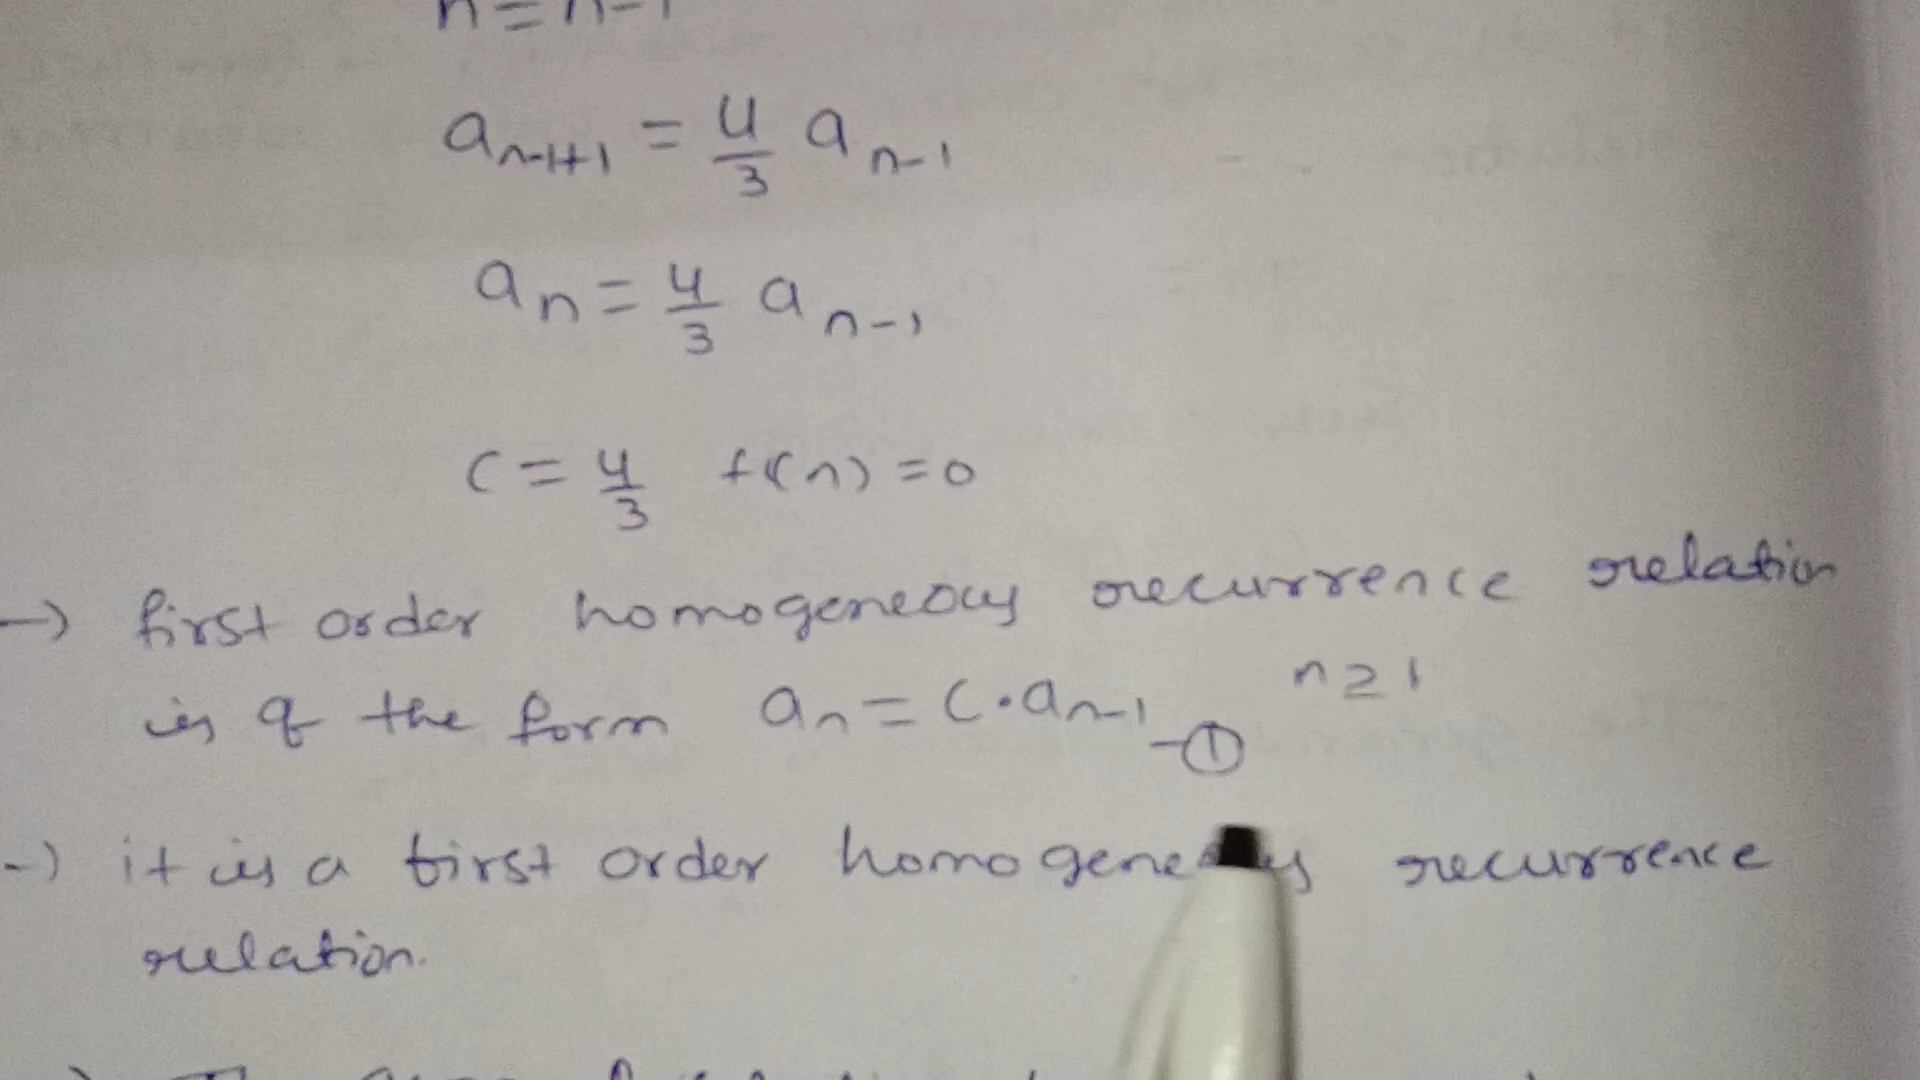 n = n-1
a_{n-1+1} = 4/3 a_{n-1}
a_n = 4/3 a_{n-1}
c = 4/3 f(n) = 0
→) first order homogeneous recurrence relation
is of the form a_n = c·a_{n-1} -① n ≥ 1
-) it is a first order recurrence
relation.